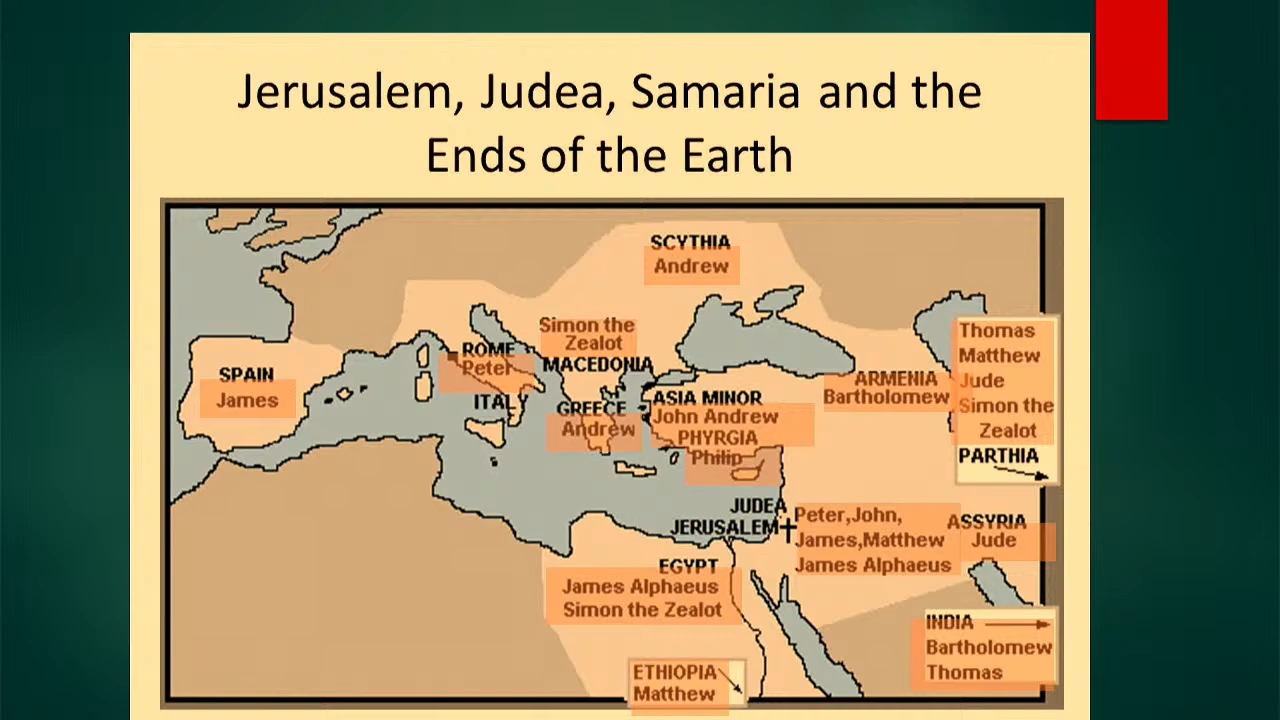 Jerusalem, Judea, Samaria and the
Ends of the Earth
SCYTHIA
Andrew
Simon the
Zealot
MACEDONIA
ROME
Peter
ITALY
SPAIN
James
GREECE
Andrew
ASIA MINOR
John Andrew
PHYRGIA
Philip
ARMENIA
Bartholomew
Thomas
Matthew
Jude
Simon the
Zealot
PARTHIA
JUDEA
JERUSALEM
Peter,John,
James,Matthew
James Alphaeus
ASSYRIA
Jude
EGYPT
James Alphaeus
Simon the Zealot
INDIA
Bartholomew
Thomas
ETHIOPIA
Matthew